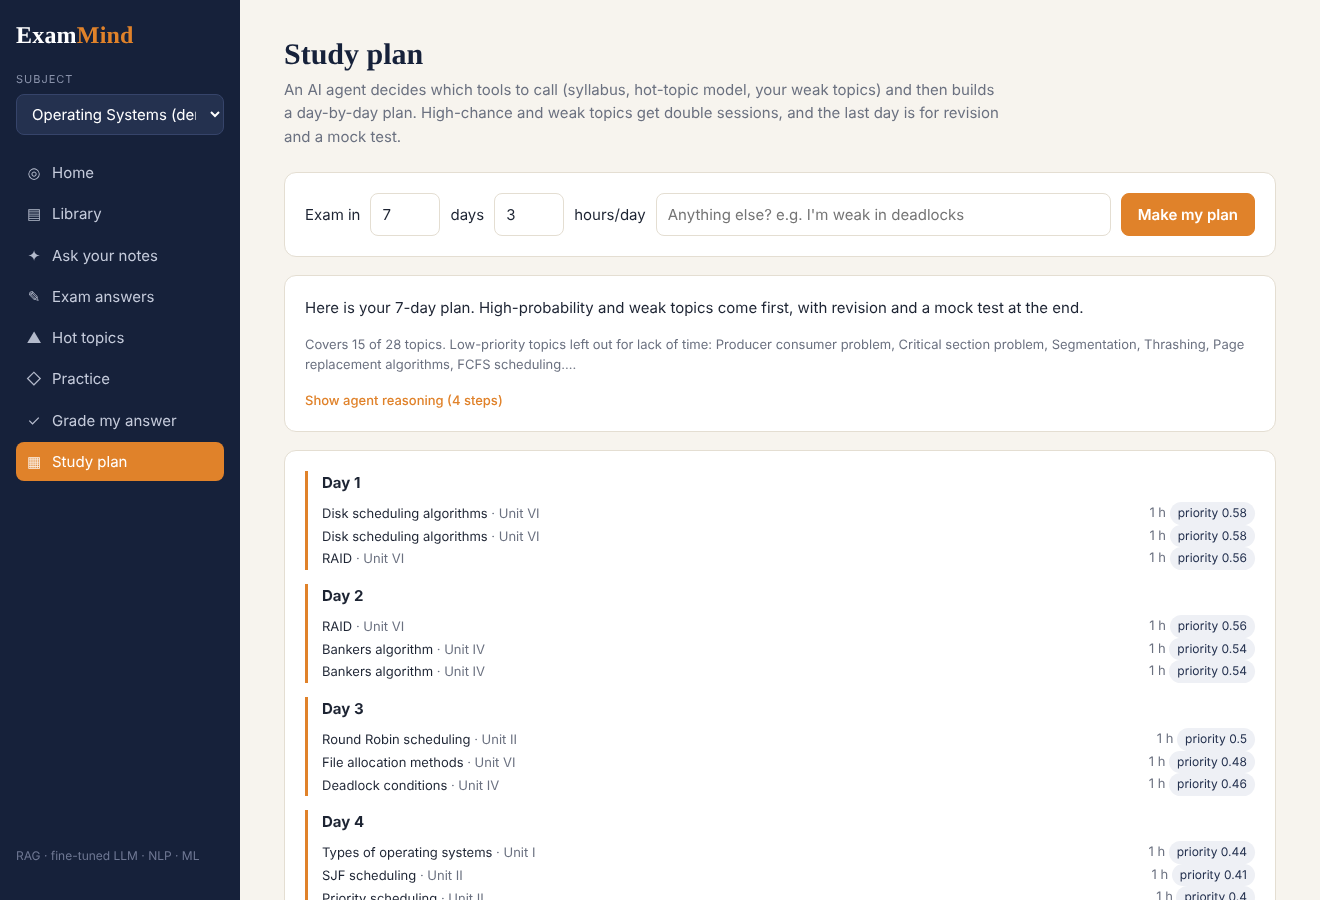 ExamMind
SUBJECT
Operating Systems (de
Home
Library
Ask your notes
Exam answers
Hot topics
Practice
Grade my answer
Study plan
RAG · fine-tuned LLM · NLP · ML
Study plan
An AI agent decides which tools to call (syllabus, hot-topic model, your weak topics) and then builds
a day-by-day plan. High-chance and weak topics get double sessions, and the last day is for revision
and a mock test.
Exam in 7 days 3 hours/day Anything else? e.g. I'm weak in deadlocks Make my plan
Here is your 7-day plan. High-probability and weak topics come first, with revision and a mock test at the end.
Covers 15 of 28 topics. Low-priority topics left out for lack of time: Producer consumer problem, Critical section problem, Segmentation, Thrashing, Page
replacement algorithms, FCFS scheduling....
Show agent reasoning (4 steps)
Day 1
Disk scheduling algorithms · Unit VI 1 h priority 0.58
Disk scheduling algorithms · Unit VI 1 h priority 0.58
RAID · Unit VI 1 h priority 0.56
Day 2
RAID · Unit VI 1 h priority 0.56
Bankers algorithm · Unit IV 1 h priority 0.54
Bankers algorithm · Unit IV 1 h priority 0.54
Day 3
Round Robin scheduling · Unit II 1 h priority 0.5
File allocation methods · Unit VI 1 h priority 0.48
Deadlock conditions · Unit IV 1 h priority 0.46
Day 4
Types of operating systems · Unit I 1 h priority 0.44
SJF scheduling · Unit II 1 h priority 0.41
Priority scheduling · Unit II 1 h priority 0.4